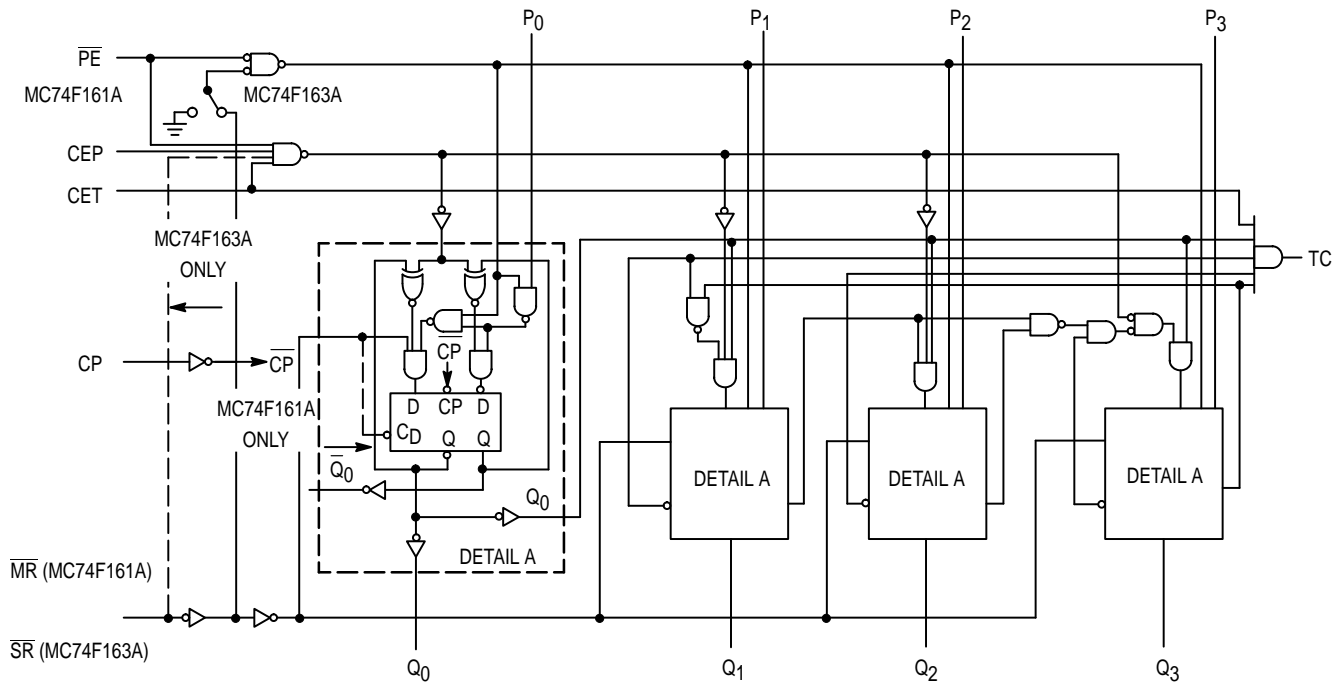 P0 P1 P2 P3
PE
MC74F161A MC74F163A
CEP
CET
MC74F163A
ONLY
TC
CP CP CP
D CP D
MC74F161A
ONLY
CD Q Q
Q0
Q0
DETAIL A
DETAIL A
DETAIL A
DETAIL A
MR (MC74F161A)
SR (MC74F163A)
Q0 Q1 Q2 Q3